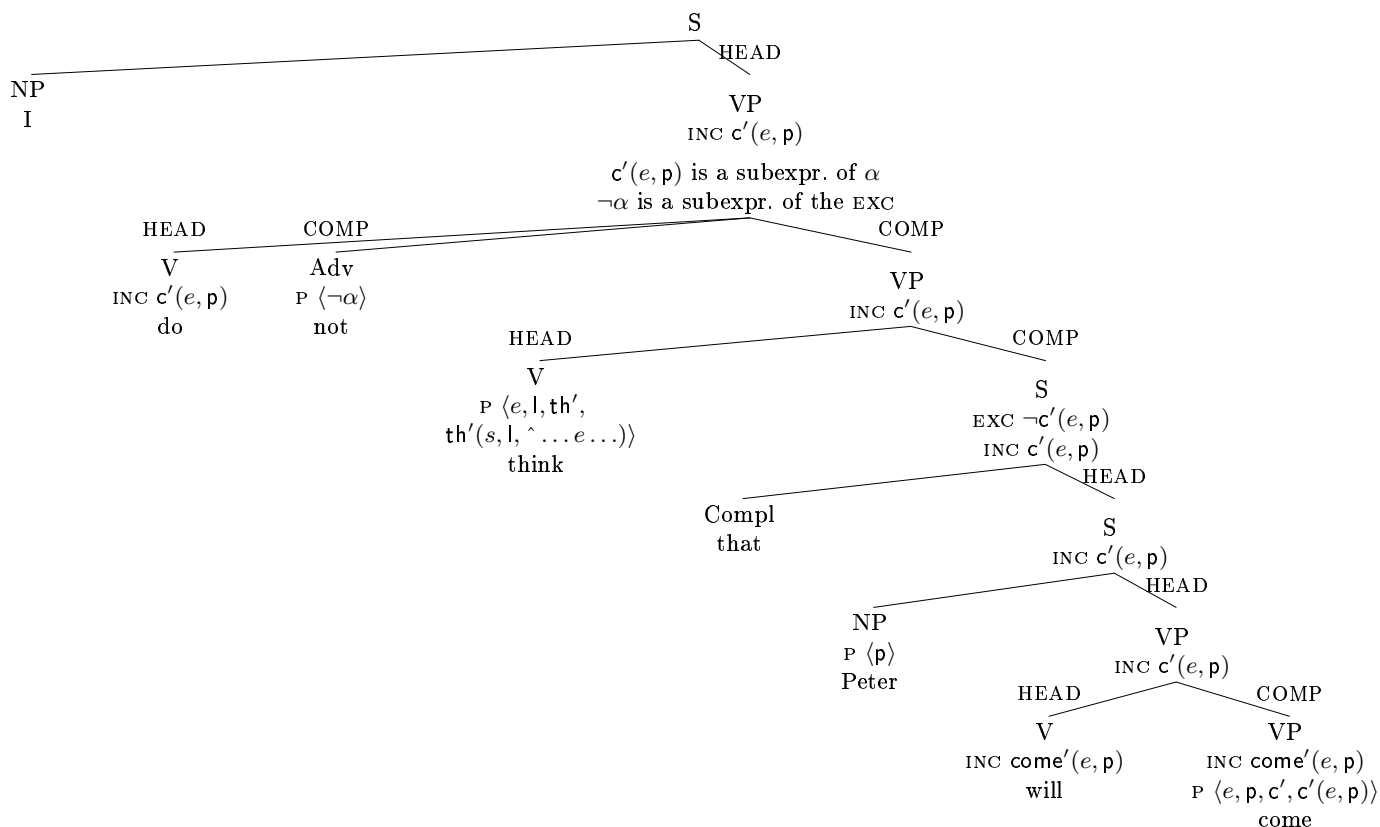 S
HEAD
NP
I
VP
INC c′(e, p)
c′(e, p) is a subexpr. of α
¬α is a subexpr. of the EXC
HEAD COMP COMP
V
INC c′(e, p)
do
Adv
P ⟨¬α⟩
not
VP
INC c′(e, p)
HEAD COMP
V
P ⟨e, l, th′,
th′(s, l, ˆ…e…)⟩
think
S
EXC ¬c′(e, p)
INC c′(e, p)
HEAD
Compl
that
S
INC c′(e, p)
HEAD
NP
P ⟨p⟩
Peter
VP
INC c′(e, p)
HEAD COMP
V
INC come′(e, p)
will
VP
INC come′(e, p)
P ⟨e, p, c′, c′(e, p)⟩
come